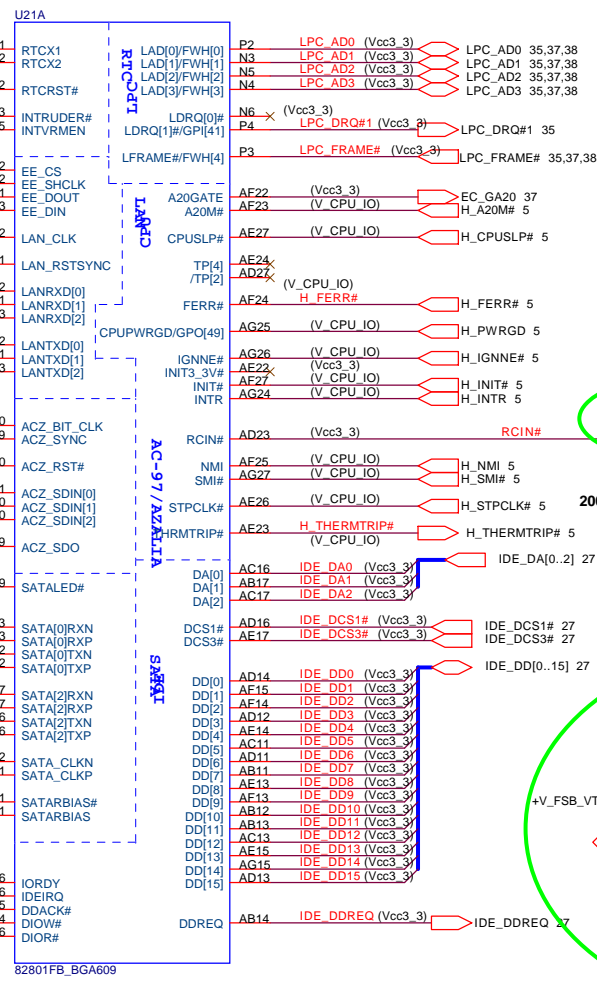 U21A
RTCX1
RTCX2
RTCRST#
INTRUDER#
INTVRMEN
EE_CS
EE_SHCLK
EE_DOUT
EE_DIN
LAN_CLK
LAN_RSTSYNC
LANRXD[0]
LANRXD[1]
LANRXD[2]
LANTXD[0]
LANTXD[1]
LANTXD[2]
ACZ_BIT_CLK
ACZ_SYNC
ACZ_RST#
ACZ_SDIN[0]
ACZ_SDIN[1]
ACZ_SDIN[2]
ACZ_SDO
SATALED#
SATA[0]RXN
SATA[0]RXP
SATA[0]TXN
SATA[0]TXP
SATA[2]RXN
SATA[2]RXP
SATA[2]TXN
SATA[2]TXP
SATA_CLKN
SATA_CLKP
SATARBIAS#
SATARBIAS
IORDY
IDEIRQ
DDACK#
DIOW#
DIOR#
RTC
LPC
LAN
CPU
AC-97/AZALIA
SATA
LAD[0]/FWH[0] P2 LPC_AD0 (Vcc3_3) LPC_AD0 35,37,38
LAD[1]/FWH[1] N3 LPC_AD1 (Vcc3_3) LPC_AD1 35,37,38
LAD[2]/FWH[2] N5 LPC_AD2 (Vcc3_3) LPC_AD2 35,37,38
LAD[3]/FWH[3] N4 LPC_AD3 (Vcc3_3) LPC_AD3 35,37,38
LDRQ[0]# N6 (Vcc3_3)
LDRQ[1]#/GPI[41] P4 LPC_DRQ#1 (Vcc3_3) LPC_DRQ#1 35
LFRAME#/FWH[4] P3 LPC_FRAME# (Vcc3_3) LPC_FRAME# 35,37,38
A20GATE AF22 (Vcc3_3) EC_GA20 37
A20M# AF23 (V_CPU_IO) H_A20M# 5
CPUSLP# AE27 (V_CPU_IO) H_CPUSLP# 5
TP[4] AE24
/TP[2] AD27
(V_CPU_IO)
FERR# AF24 H_FERR# H_FERR# 5
CPUPWRGD/GPO[49] AG25 (V_CPU_IO) H_PWRGD 5
IGNNE# AG26 (V_CPU_IO) H_IGNNE# 5
INIT3_3V# AE22 (Vcc3_3)
INIT# AF27 (V_CPU_IO) H_INIT# 5
INTR AG24 (V_CPU_IO) H_INTR 5
RCIN# AD23 (Vcc3_3) RCIN#
NMI AF25 (V_CPU_IO) H_NMI 5
SMI# AG27 (V_CPU_IO) H_SMI# 5
STPCLK# AE26 (V_CPU_IO) H_STPCLK# 5
THRMTRIP# AE23 H_THERMTRIP# H_THERMTRIP# 5
(V_CPU_IO)
DA[0] AC16 IDE_DA0 (Vcc3_3) IDE_DA[0..2] 27
DA[1] AB17 IDE_DA1 (Vcc3_3)
DA[2] AC17 IDE_DA2 (Vcc3_3)
DCS1# AD16 IDE_DCS1# (Vcc3_3) IDE_DCS1# 27
DCS3# AE17 IDE_DCS3# (Vcc3_3) IDE_DCS3# 27
DD[0] AD14 IDE_DD0 (Vcc3_3) IDE_DD[0..15] 27
DD[1] AF15 IDE_DD1 (Vcc3_3)
DD[2] AF14 IDE_DD2 (Vcc3_3)
DD[3] AD12 IDE_DD3 (Vcc3_3)
DD[4] AE14 IDE_DD4 (Vcc3_3)
DD[5] AC11 IDE_DD5 (Vcc3_3)
DD[6] AD11 IDE_DD6 (Vcc3_3)
DD[7] AB11 IDE_DD7 (Vcc3_3)
DD[8] AE13 IDE_DD8 (Vcc3_3)
DD[9] AF13 IDE_DD9 (Vcc3_3)
DD[10] AB12 IDE_DD10 (Vcc3_3)
DD[11] AB13 IDE_DD11 (Vcc3_3)
DD[12] AC13 IDE_DD12 (Vcc3_3)
DD[13] AE15 IDE_DD13 (Vcc3_3)
DD[14] AG15 IDE_DD14 (Vcc3_3)
DD[15] AD13 IDE_DD15 (Vcc3_3)
DDREQ AB14 IDE_DDREQ (Vcc3_3) IDE_DDREQ 27
+V_FSB_VT
82801FB_BGA609